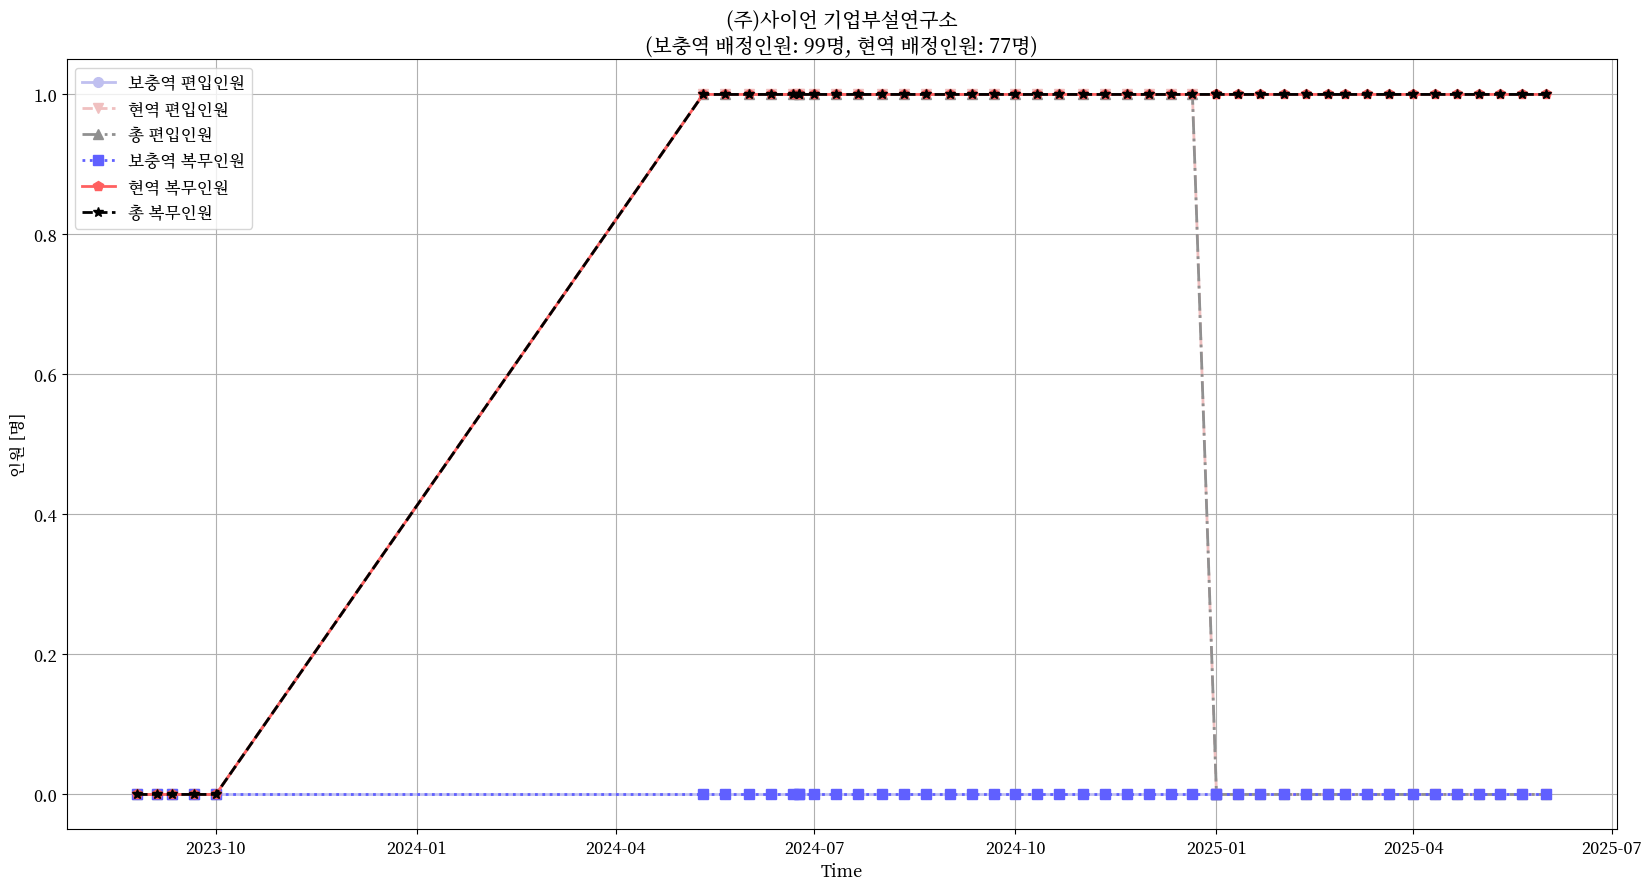 (주)사이언 기업부설연구소
(보충역 배정인원: 99명, 현역 배정인원: 77명)
보충역 편입인원
현역 편입인원
총 편입인원
보충역 복무인원
현역 복무인원
총 복무인원
인원 [명]
1.0
0.8
0.6
0.4
0.2
0.0
2023-10
2024-01
2024-04
2024-07
2024-10
2025-01
2025-04
2025-07
Time